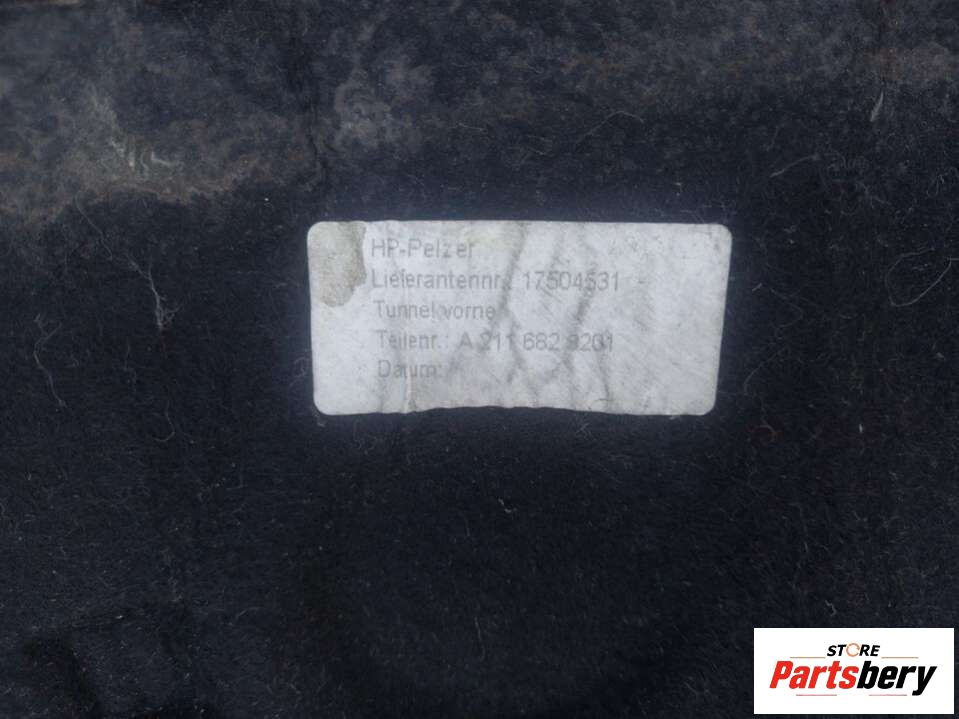 HP-Pelzer
Lieferantennr.: 17504531 -
Tunnel vorne
Teilenr.: A 211 682 9201
Datum:
STORE
Partsbery